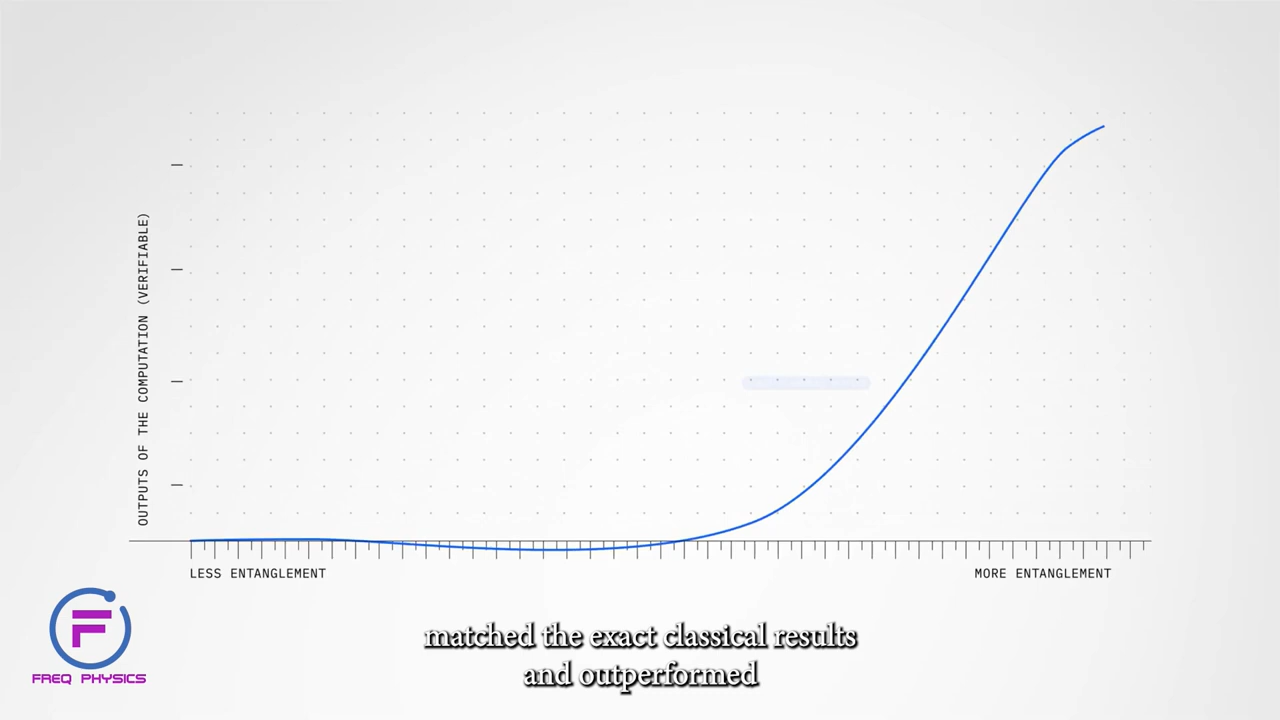 OUTPUTS OF THE COMPUTATION (VERIFIABLE)
LESS ENTANGLEMENT
MORE ENTANGLEMENT
matched the exact classical results
and outperformed
F
FREQ PHYSICS